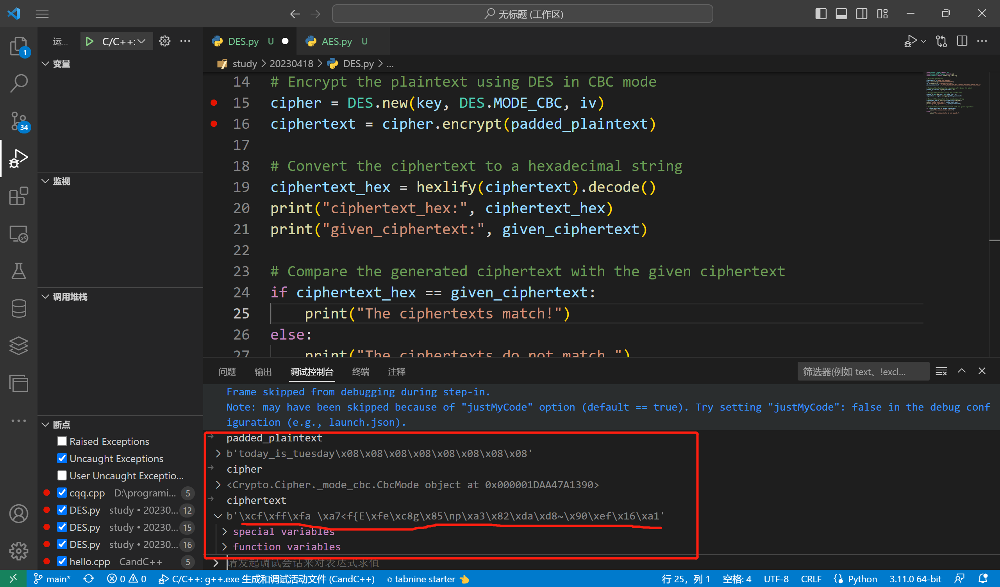 无标题 (工作区)
运...
C/C++:
DES.py U
AES.py U
1
study > 20230418 > DES.py > ...
变量
14 # Encrypt the plaintext using DES in CBC mode
15 cipher = DES.new(key, DES.MODE_CBC, iv)
16 ciphertext = cipher.encrypt(padded_plaintext)
34
17
18 # Convert the ciphertext to a hexadecimal string
监视
19 ciphertext_hex = hexlify(ciphertext).decode()
20 print("ciphertext_hex:", ciphertext_hex)
21 print("given_ciphertext:", given_ciphertext)
22
23 # Compare the generated ciphertext with the given ciphertext
24 if ciphertext_hex == given_ciphertext:
调用堆栈
25 print("The ciphertexts match!")
26 else:
27 print("The ciphertexts do not match.")
问题 输出 调试控制台 终端 注释
筛选器(例如 text、!excl...
Frame skipped from debugging during step-in.
Note: may have been skipped because of "justMyCode" option (default == true). Try setting "justMyCode": false in the debug conf
iguration (e.g., launch.json).
padded_plaintext
b'today_is_tuesday\x08\x08\x08\x08\x08\x08\x08\x08'
cipher
<Crypto.Cipher._mode_cbc.CbcMode object at 0x000001DAA47A1390>
ciphertext
b'\xcf\xff\xfa \xa7<f{E\xfe\xc8g\x85\np\xa3\x82\xda\xd8~\x90\xef\x16\xa1'
special variables
function variables
请发起调试会话来对表达式求值
断点
Raised Exceptions
Uncaught Exceptions
User Uncaught Exceptio...
cqq.cpp D:\programi... 5
DES.py study • 20230... 12
DES.py study • 20230... 15
DES.py study • 20230... 16
hello.cpp CandC++ 5
main* 0 0 C/C++: g++.exe 生成和调试活动文件 (CandC++) tabnine starter 行 25，列 1 空格: 4 UTF-8 CRLF Python 3.11.0 64-bit